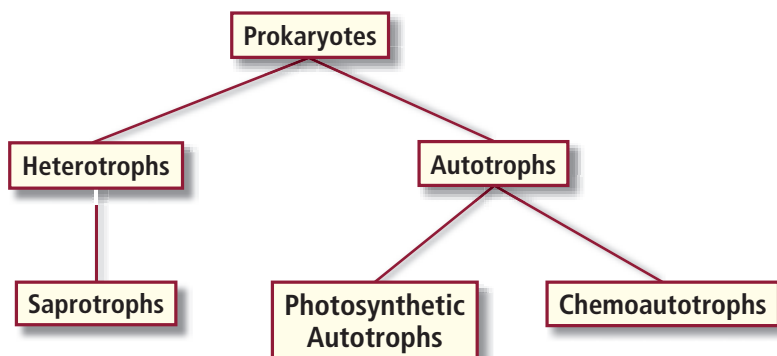 Prokaryotes
Heterotrophs
Autotrophs
Saprotrophs
Photosynthetic
Autotrophs
Chemoautotrophs